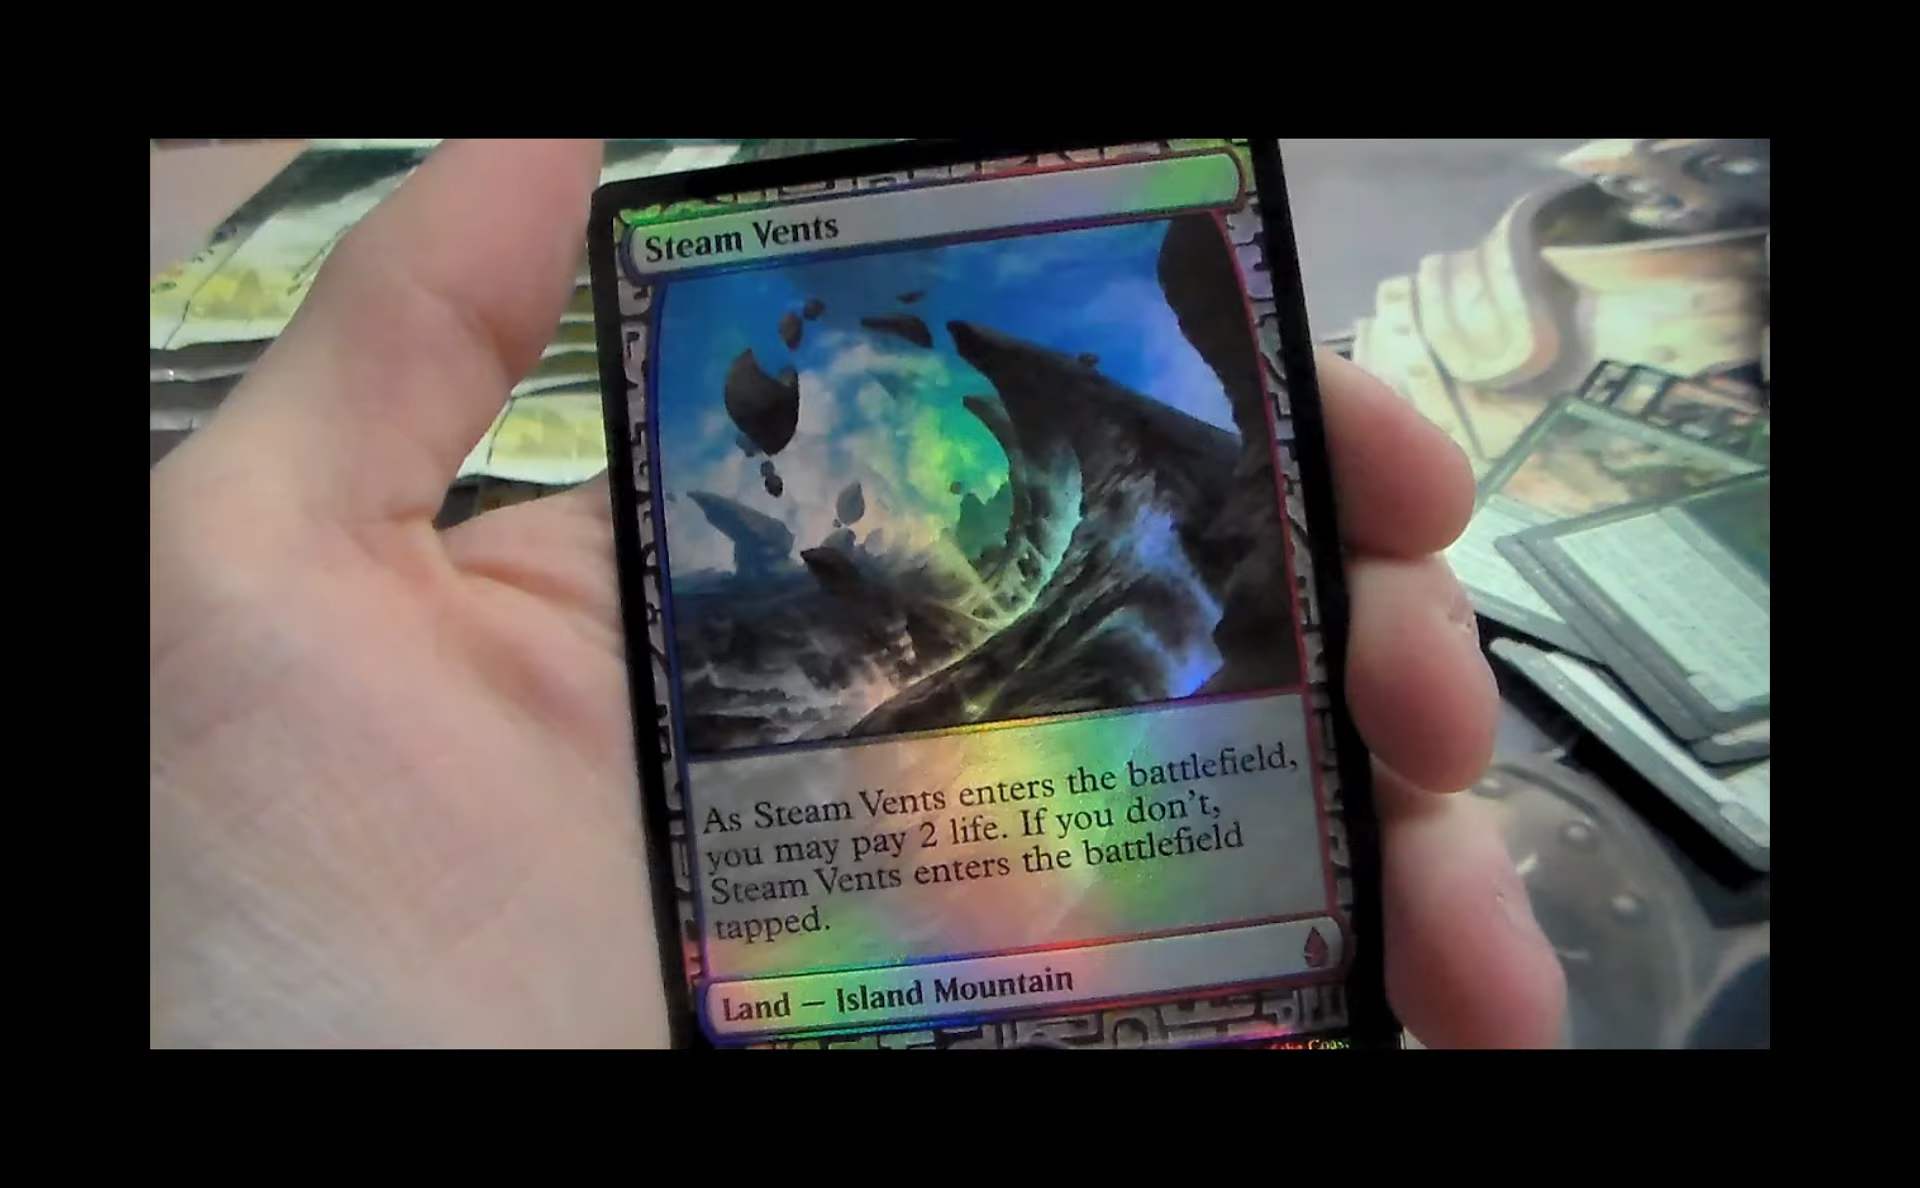 Steam Vents
As Steam Vents enters the battlefield,
you may pay 2 life. If you don't,
Steam Vents enters the battlefield
tapped.
Land — Island Mountain